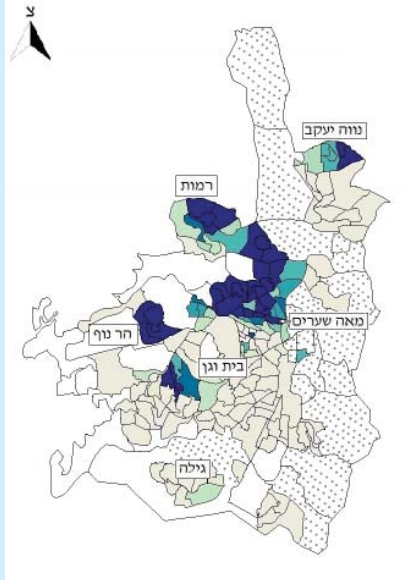 צ
נווה יעקב
רמות
מאה שערים
הר נוף
בית וגן
גילה